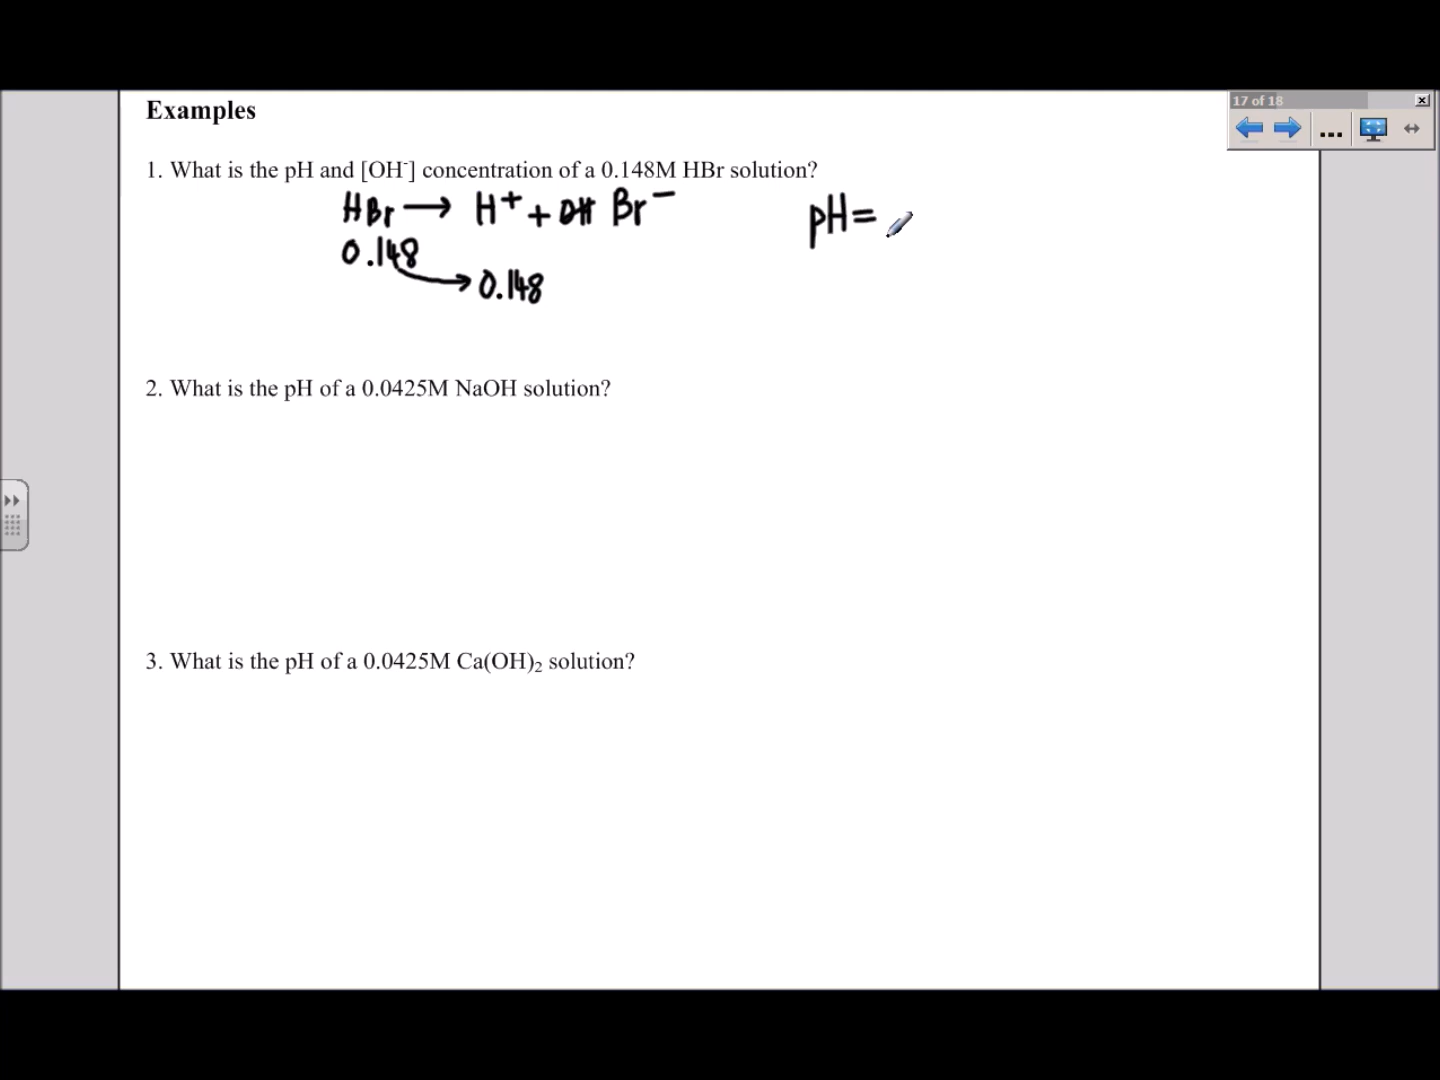 17 of 18
Examples
1. What is the pH and [OH⁻] concentration of a 0.148M HBr solution?
HBr → H⁺ + Br⁻
pH =
0.148
→ 0.148
2. What is the pH of a 0.0425M NaOH solution?
3. What is the pH of a 0.0425M Ca(OH)₂ solution?